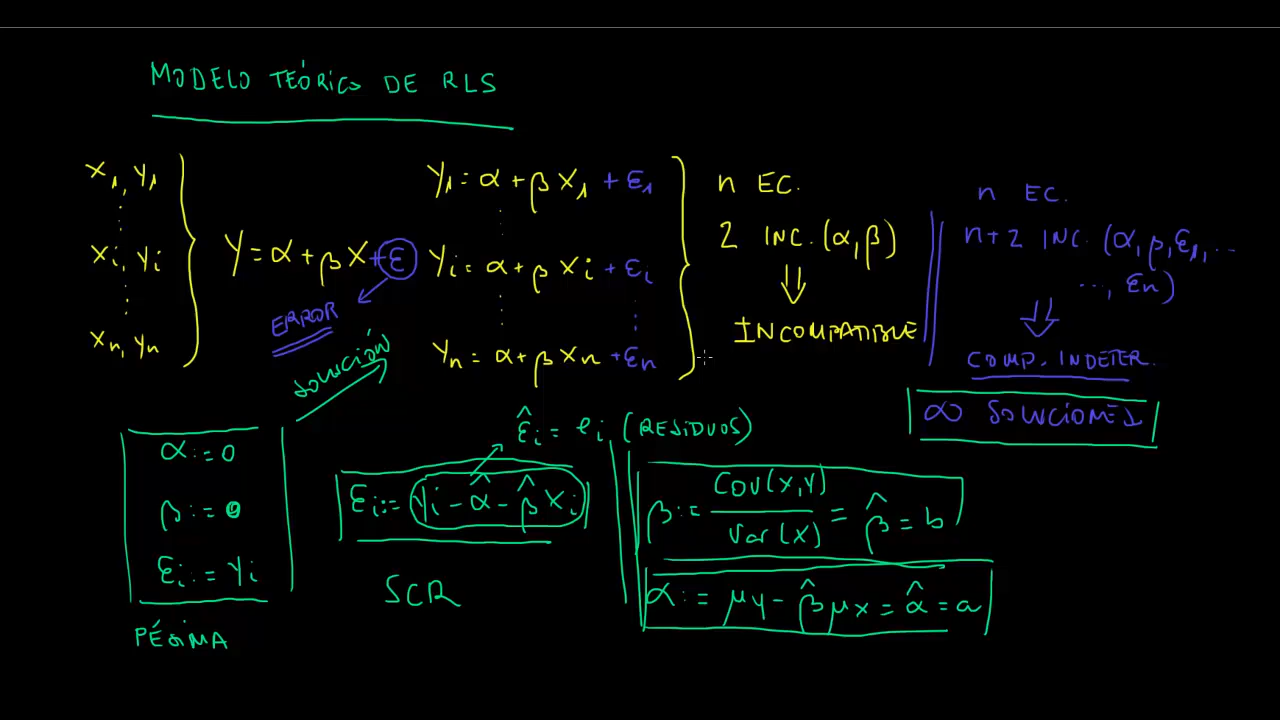 MODELO TEÓRICO DE RLS
x₁, y₁
⋮
xᵢ, yᵢ
⋮
xₙ, yₙ
Y = α + βX + ε
ERROR
y₁ = α + βx₁ + ε₁
⋮
yᵢ = α + βxᵢ + εᵢ
⋮
yₙ = α + βxₙ + εₙ
n EC.
2 INC. (α, β)
⇓
INCOMPATIBLE
n EC.
n+2 INC. (α, β, ε₁, ...
..., εₙ)
⇓
COMP. INDETER.
∞ SOLUCIONES
SOLUCIÓN
α := 0
β := 0
εᵢ := yᵢ
PÉSIMA
ε̂ᵢ = eᵢ (RESIDUOS)
εᵢ := yᵢ - α̂ - β̂xᵢ
SCR
β := Cov(X,Y) / Var(X) = β̂ = b
α := μy - β̂μx = α̂ = a